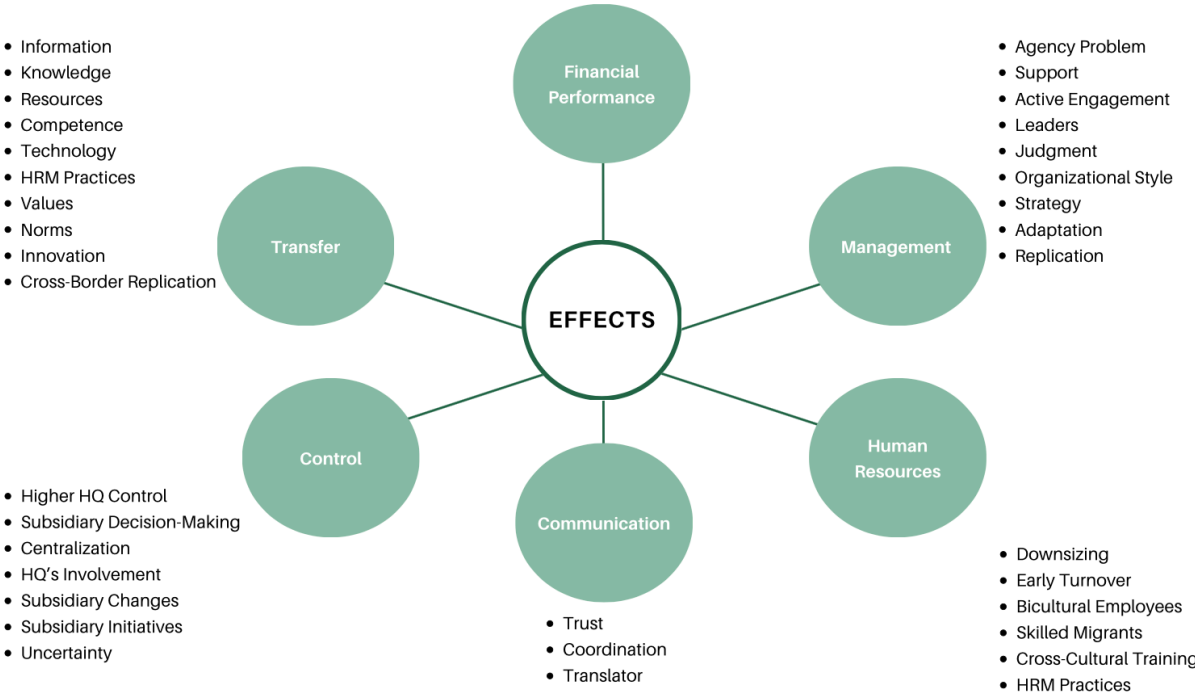 Financial
Performance
• Information
• Knowledge
• Resources
• Competence
• Technology
• HRM Practices
• Values
• Norms
• Innovation
• Cross-Border Replication
Transfer
• Agency Problem
• Support
• Active Engagement
• Leaders
• Judgment
• Organizational Style
• Strategy
• Adaptation
• Replication
Management
EFFECTS
Control
• Higher HQ Control
• Subsidiary Decision-Making
• Centralization
• HQ's Involvement
• Subsidiary Changes
• Subsidiary Initiatives
• Uncertainty
Communication
• Trust
• Coordination
• Translator
Human
Resources
• Downsizing
• Early Turnover
• Bicultural Employees
• Skilled Migrants
• Cross-Cultural Training
• HRM Practices